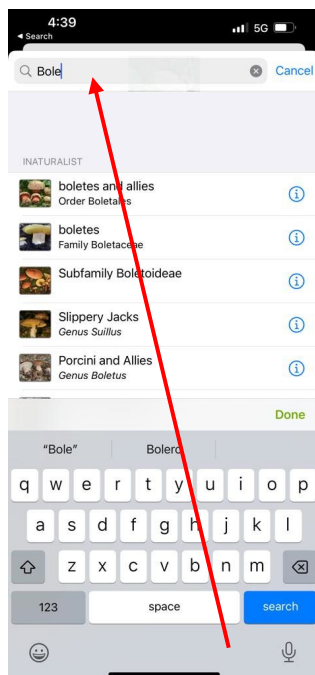 4:39
5G
◀ Search
Bole
Cancel
INATURALIST
boletes and allies
Order Boletales
boletes
Family Boletaceae
Subfamily Boletoideae
Slippery Jacks
Genus Suillus
Porcini and Allies
Genus Boletus
Done
"Bole" Bolero
q w e r t y u i o p
a s d f g h j k l
z x c v b n m
123 space search